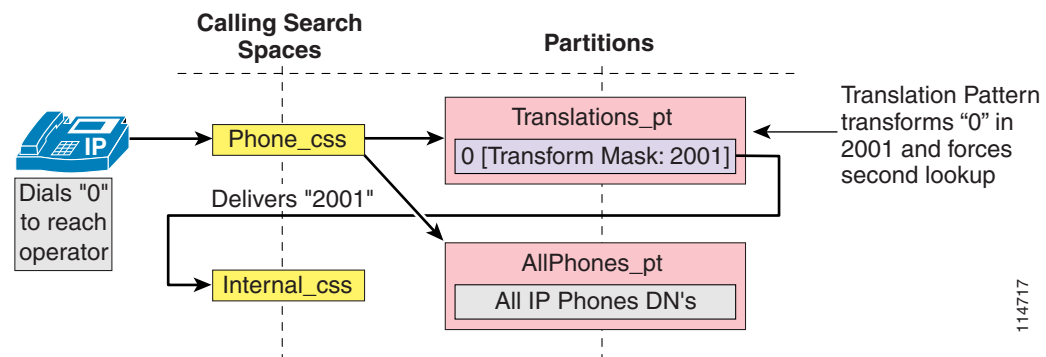 Calling Search
Spaces
Partitions
IP
Dials "0"
to reach
operator
Phone_css
Translations_pt
0 [Transform Mask: 2001]
Translation Pattern
transforms “0” in
2001 and forces
second lookup
Delivers "2001"
Internal_css
AllPhones_pt
All IP Phones DN's
114717